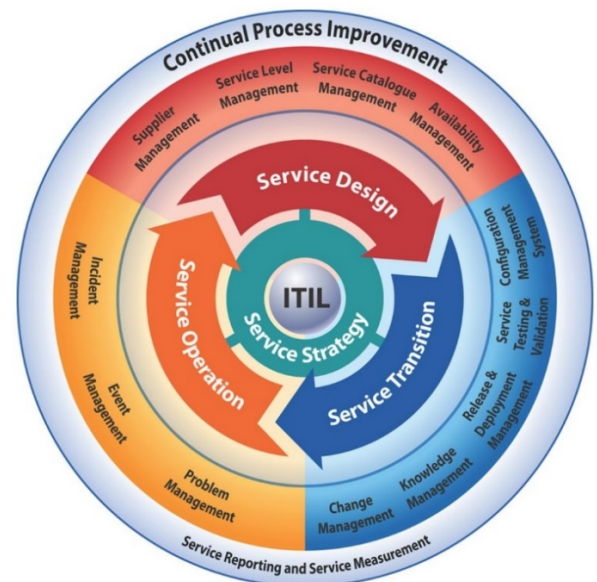 Continual Process Improvement
Supplier
Management
Service Level
Management
Service Catalogue
Management
Availability
Management
Service Design
Configuration
Management
System
Service
Testing &
Validation
Release &
Deployment
Management
Knowledge
Management
Change
Management
Service Transition
Incident
Management
Event
Management
Problem
Management
Service Operation
ITIL
Service Strategy
Service Reporting and Service Measurement